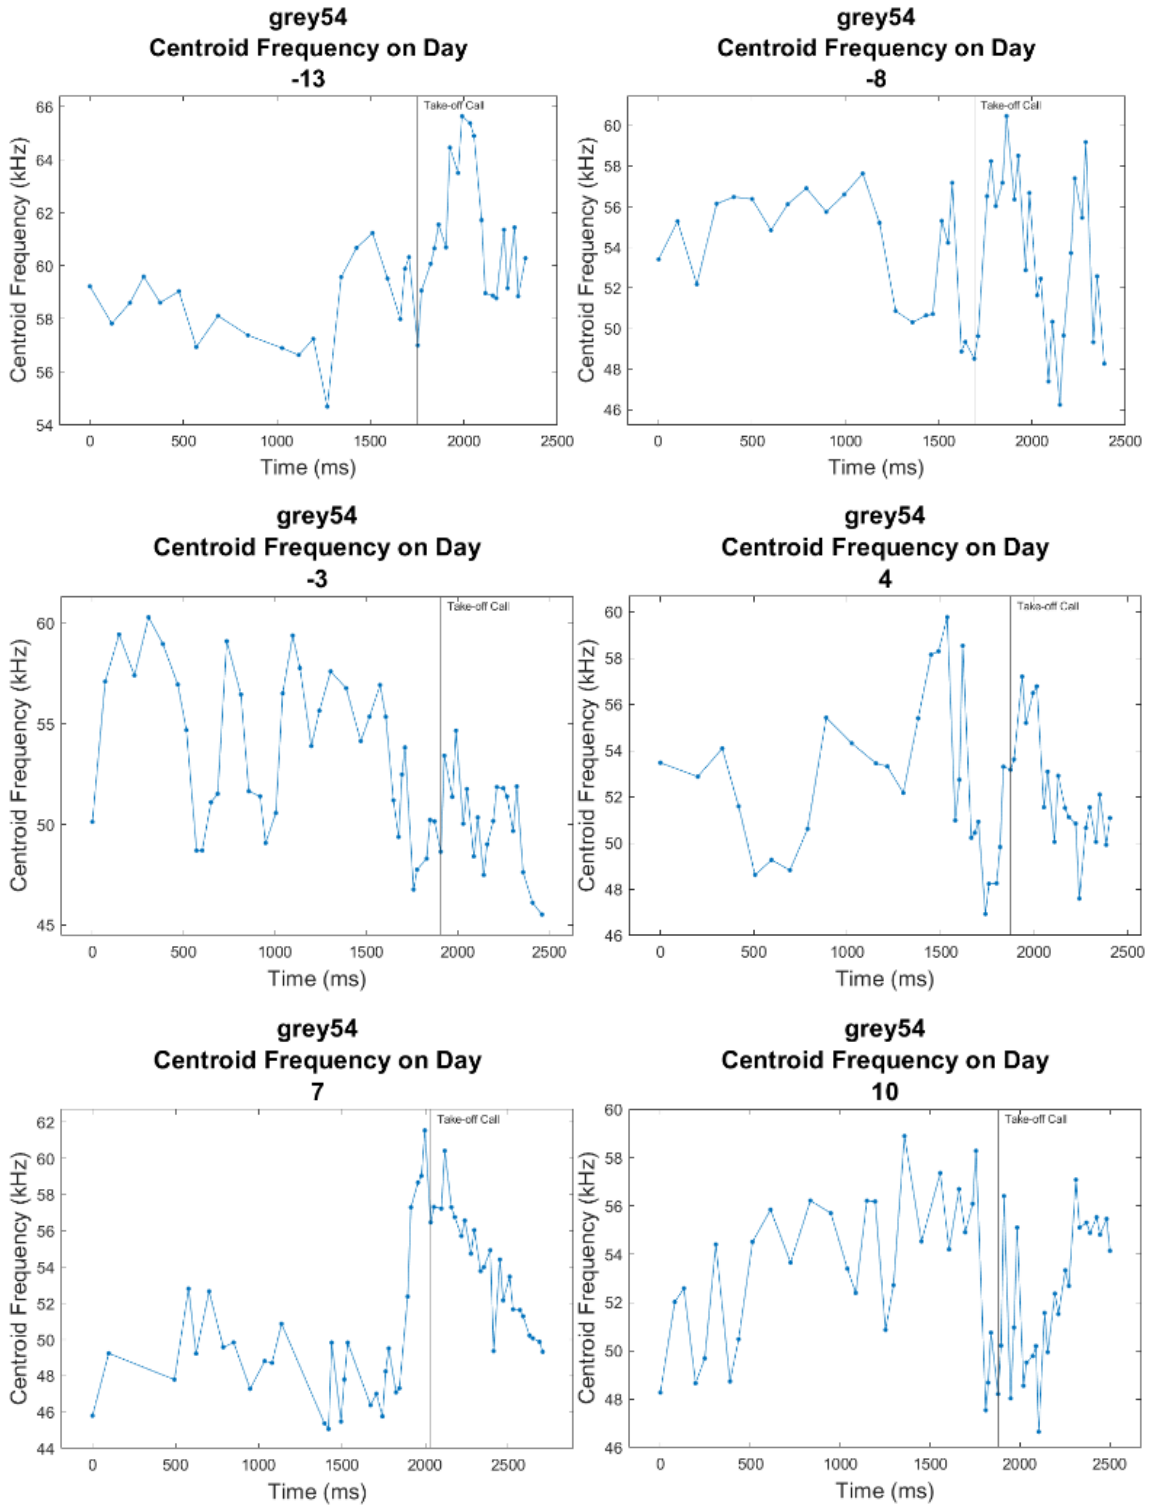 grey54
Centroid Frequency on Day
-13
Take-off Call
66
64
62
60
58
56
54
Centroid Frequency (kHz)
0 500 1000 1500 2000 2500
Time (ms)
grey54
Centroid Frequency on Day
-8
Take-off Call
60
58
56
54
52
50
48
46
Centroid Frequency (kHz)
0 500 1000 1500 2000 2500
Time (ms)
grey54
Centroid Frequency on Day
-3
Take-off Call
60
55
50
45
Centroid Frequency (kHz)
0 500 1000 1500 2000 2500
Time (ms)
grey54
Centroid Frequency on Day
4
Take-off Call
60
58
56
54
52
50
48
46
Centroid Frequency (kHz)
0 500 1000 1500 2000 2500
Time (ms)
grey54
Centroid Frequency on Day
7
Take-off Call
62
60
58
56
54
52
50
48
46
44
Centroid Frequency (kHz)
0 500 1000 1500 2000 2500
Time (ms)
grey54
Centroid Frequency on Day
10
Take-off Call
60
58
56
54
52
50
48
46
Centroid Frequency (kHz)
0 500 1000 1500 2000 2500
Time (ms)